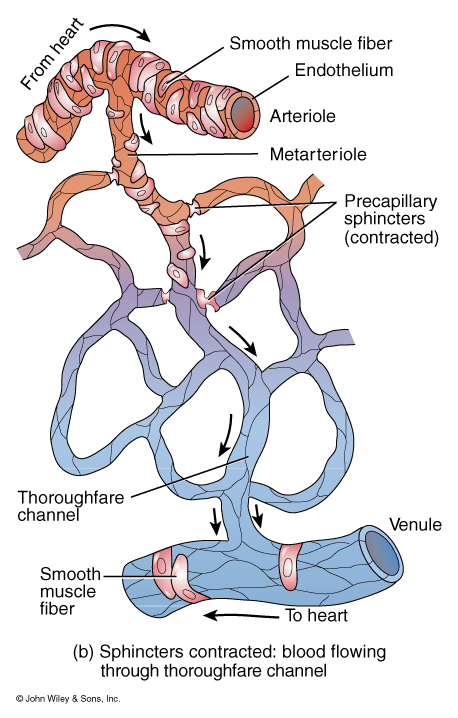 From heart
Smooth muscle fiber
Endothelium
Arteriole
Metarteriole
Precapillary
sphincters
(contracted)
Thoroughfare
channel
Venule
Smooth
muscle
fiber
To heart
(b) Sphincters contracted: blood flowing
through thoroughfare channel
© John Wiley & Sons, Inc.